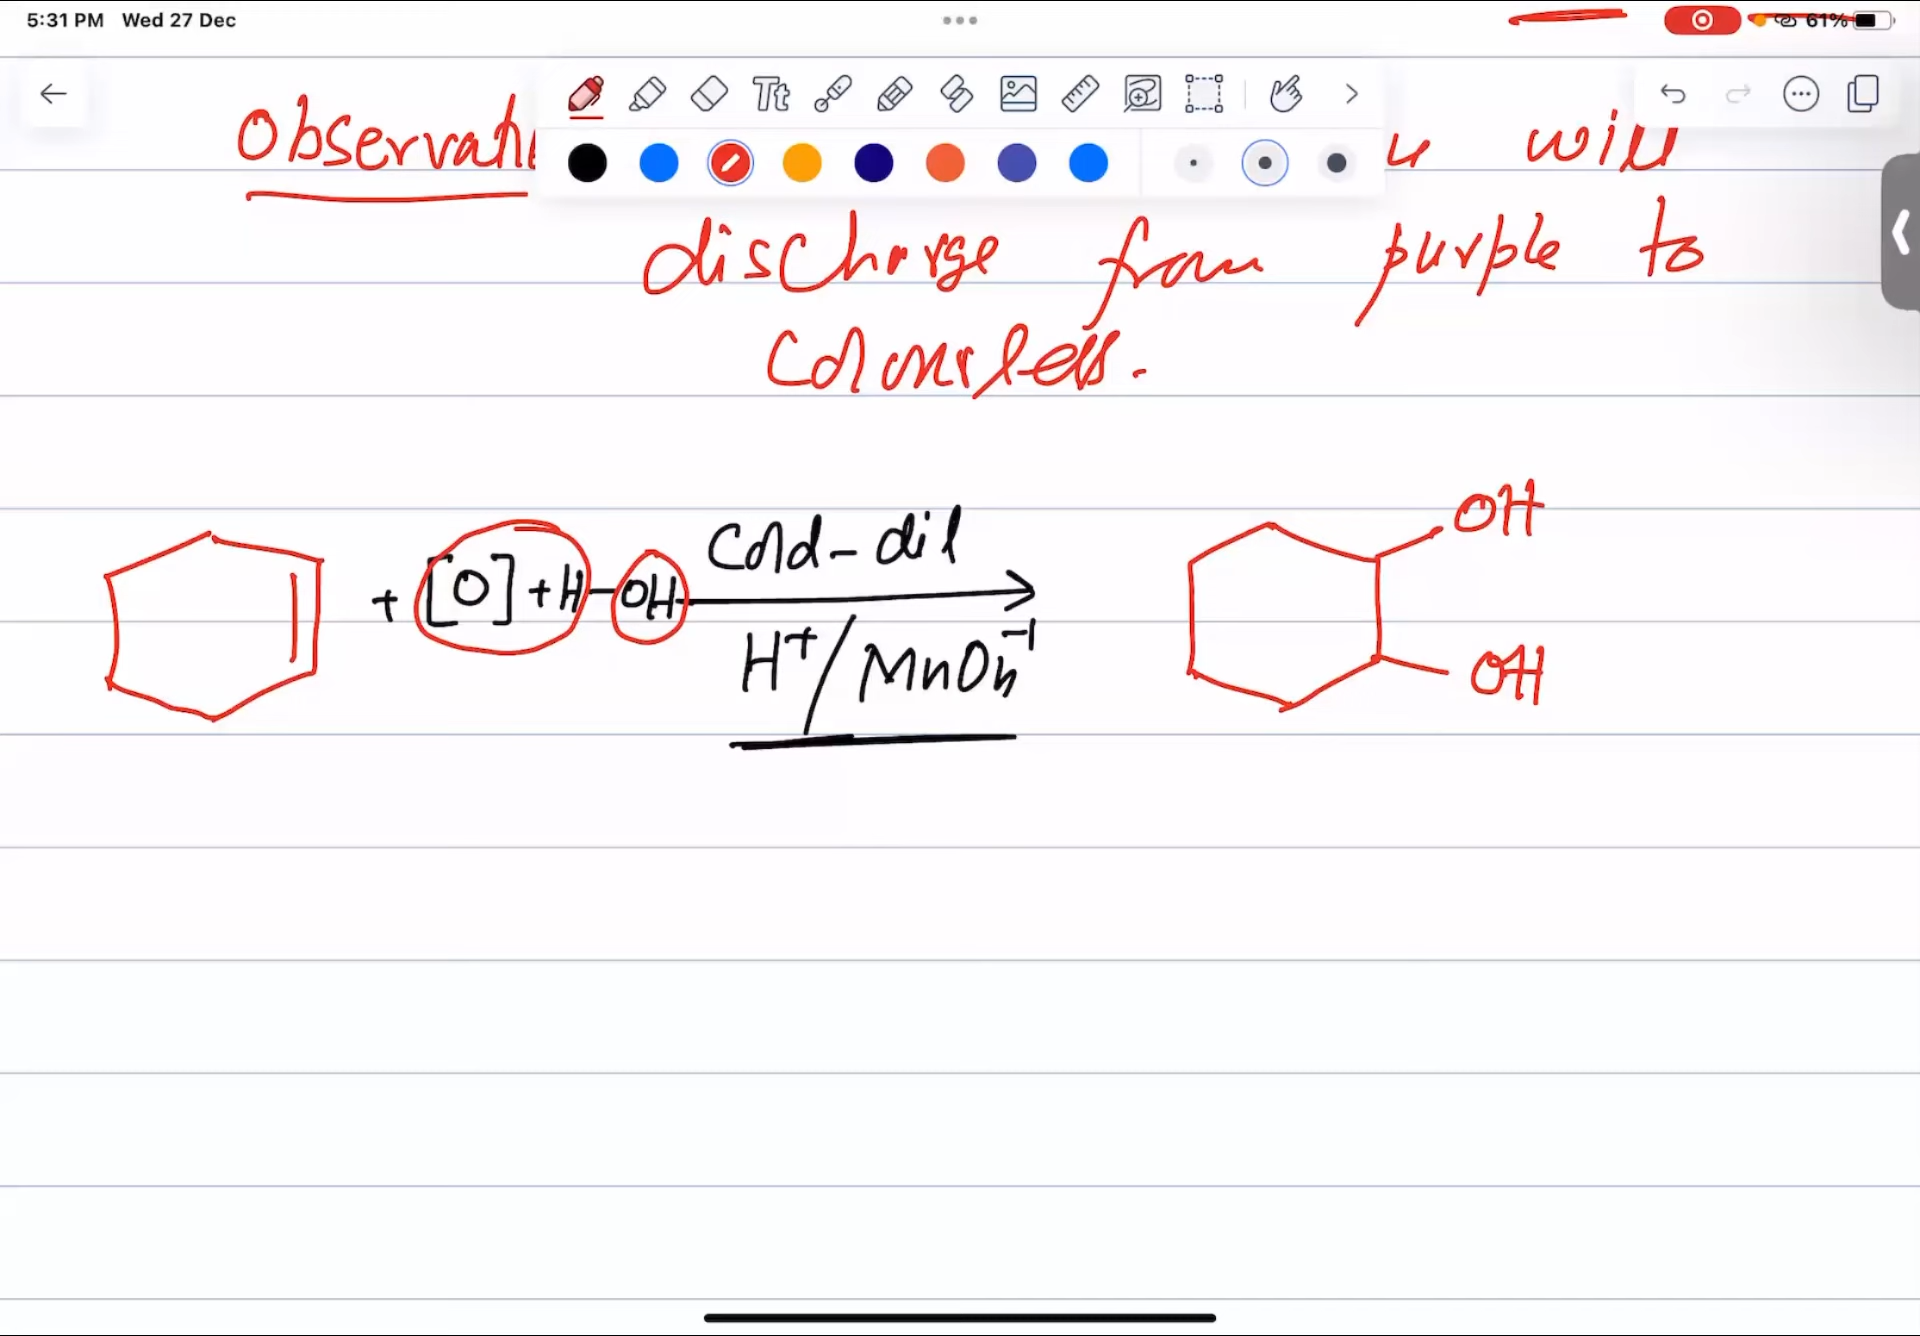 5:31 PM Wed 27 Dec
61%
Tt
Observati will
discharge from purple to
Colourless.
+ [O] + H-OH Cold-dil
H+/MnO4-1
OH
OH